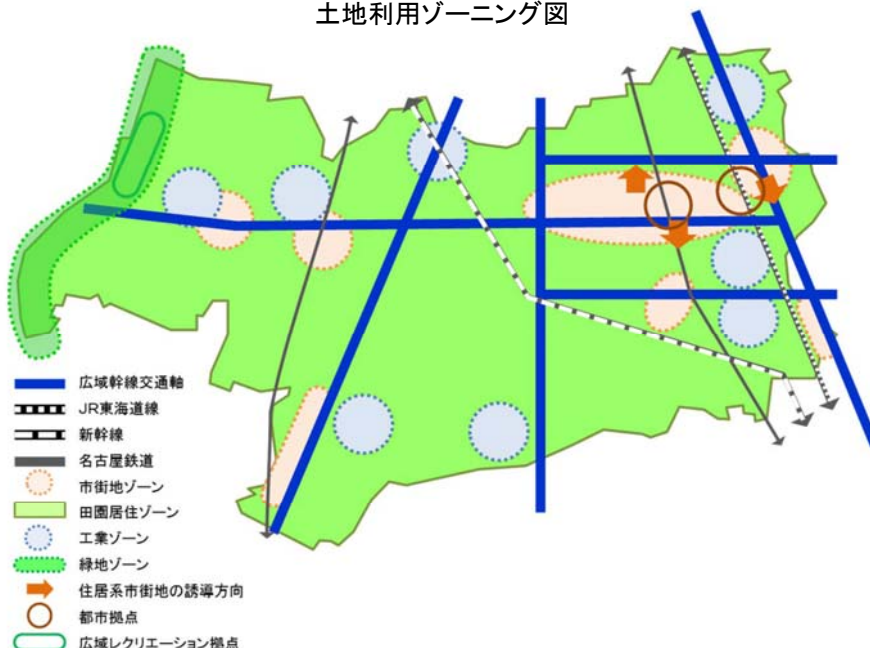 土地利用ゾーニング図
広域幹線交通軸
JR東海道線
新幹線
名古屋鉄道
市街地ゾーン
田園居住ゾーン
工業ゾーン
緑地ゾーン
住居系市街地の誘導方向
都市拠点
広域レクリエーション拠点